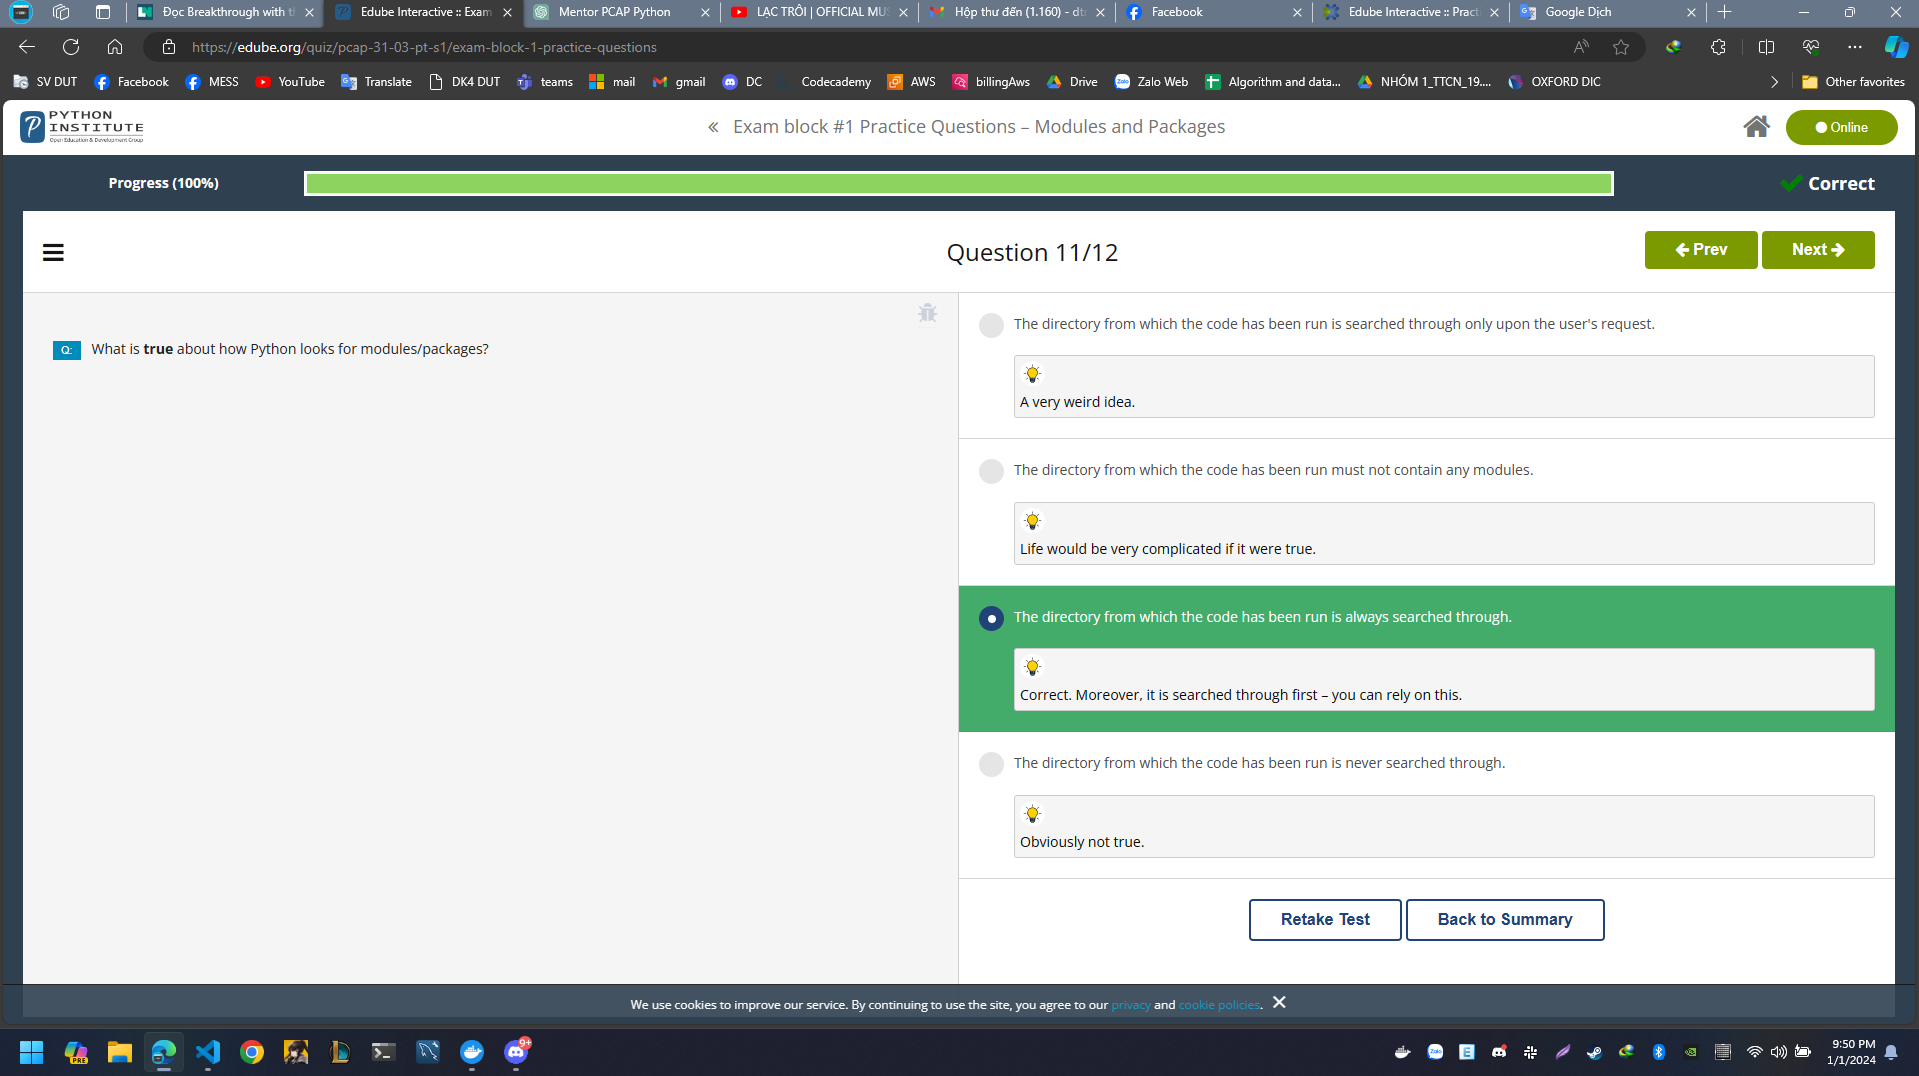 Đọc Breakthrough with t
Edube Interactive :: Exam
Mentor PCAP Python
LẠC TRÔI | OFFICIAL MUS
Hộp thư đến (1.160) - dt
Facebook
Edube Interactive :: Practi
Google Dịch
https://edube.org/quiz/pcap-31-03-pt-s1/exam-block-1-practice-questions
SV DUT
Facebook
MESS
YouTube
Translate
DK4 DUT
teams
mail
gmail
DC
Codecademy
AWS
billingAws
Drive
Zalo Web
Algorithm and data...
NHÓM 1_TTCN_19....
OXFORD DIC
Other favorites
PYTHON
INSTITUTE
Open Education & Development Group
« Exam block #1 Practice Questions – Modules and Packages
Online
Progress (100%)
Correct
Question 11/12
Prev
Next
Q: What is true about how Python looks for modules/packages?
The directory from which the code has been run is searched through only upon the user's request.
A very weird idea.
The directory from which the code has been run must not contain any modules.
Life would be very complicated if it were true.
The directory from which the code has been run is always searched through.
Correct. Moreover, it is searched through first – you can rely on this.
The directory from which the code has been run is never searched through.
Obviously not true.
Retake Test
Back to Summary
We use cookies to improve our service. By continuing to use the site, you agree to our privacy and cookie policies.
PRE
9+
Zalo
9:50 PM
1/1/2024